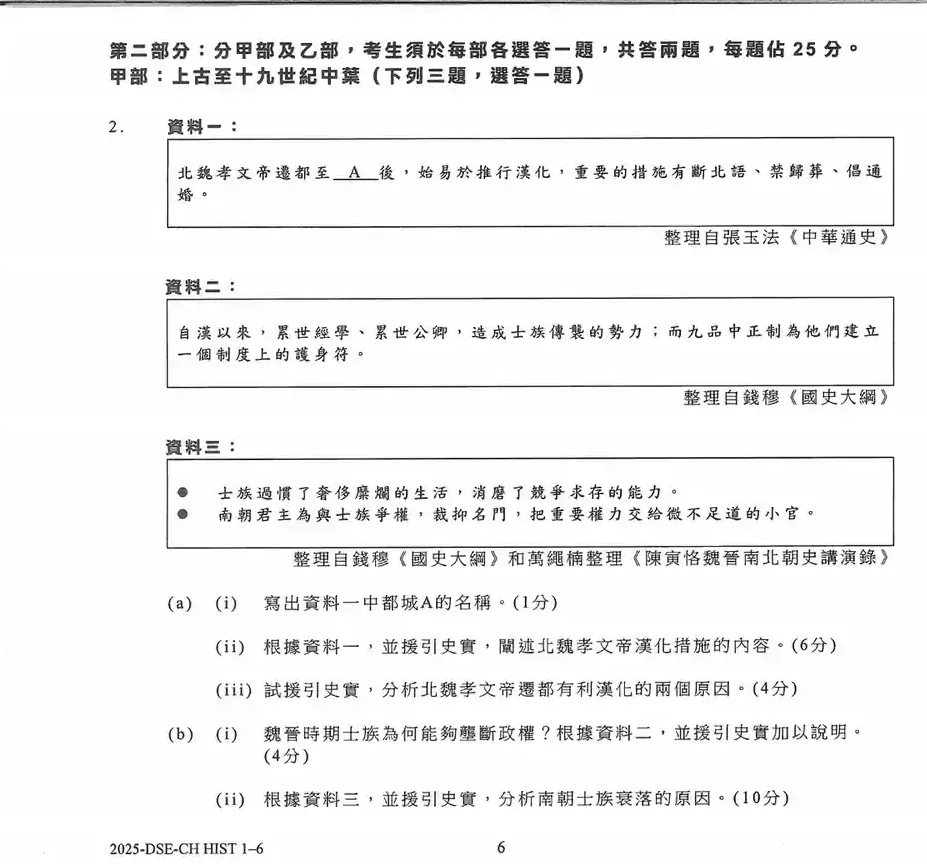 第二部分：分甲部及乙部，考生須於每部各選答一題，共答兩題，每題佔 25 分。
甲部：上古至十九世紀中葉（下列三題，選答一題）
2. 資料一：
北魏孝文帝遷都至 A 後，始易於推行漢化，重要的措施有斷北語、禁歸葬、倡通
婚。
整理自張玉法《中華通史》
資料二：
自漢以來，累世經學、累世公卿，造成士族傳襲的勢力；而九品中正制為他們建立
一個制度上的護身符。
整理自錢穆《國史大綱》
資料三：
● 士族過慣了奢侈糜爛的生活，消磨了競爭求存的能力。
● 南朝君主為與士族爭權，裁抑名門，把重要權力交給微不足道的小官。
整理自錢穆《國史大綱》和萬繩楠整理《陳寅恪魏晉南北朝史講演錄》
(a) (i) 寫出資料一中都城A的名稱。(1分)
(ii) 根據資料一，並援引史實，闡述北魏孝文帝漢化措施的內容。(6分)
(iii) 試援引史實，分析北魏孝文帝遷都有利漢化的兩個原因。(4分)
(b) (i) 魏晉時期士族為何能夠壟斷政權？根據資料二，並援引史實加以說明。
(4分)
(ii) 根據資料三，並援引史實，分析南朝士族衰落的原因。(10分)
2025-DSE-CH HIST 1–6
6